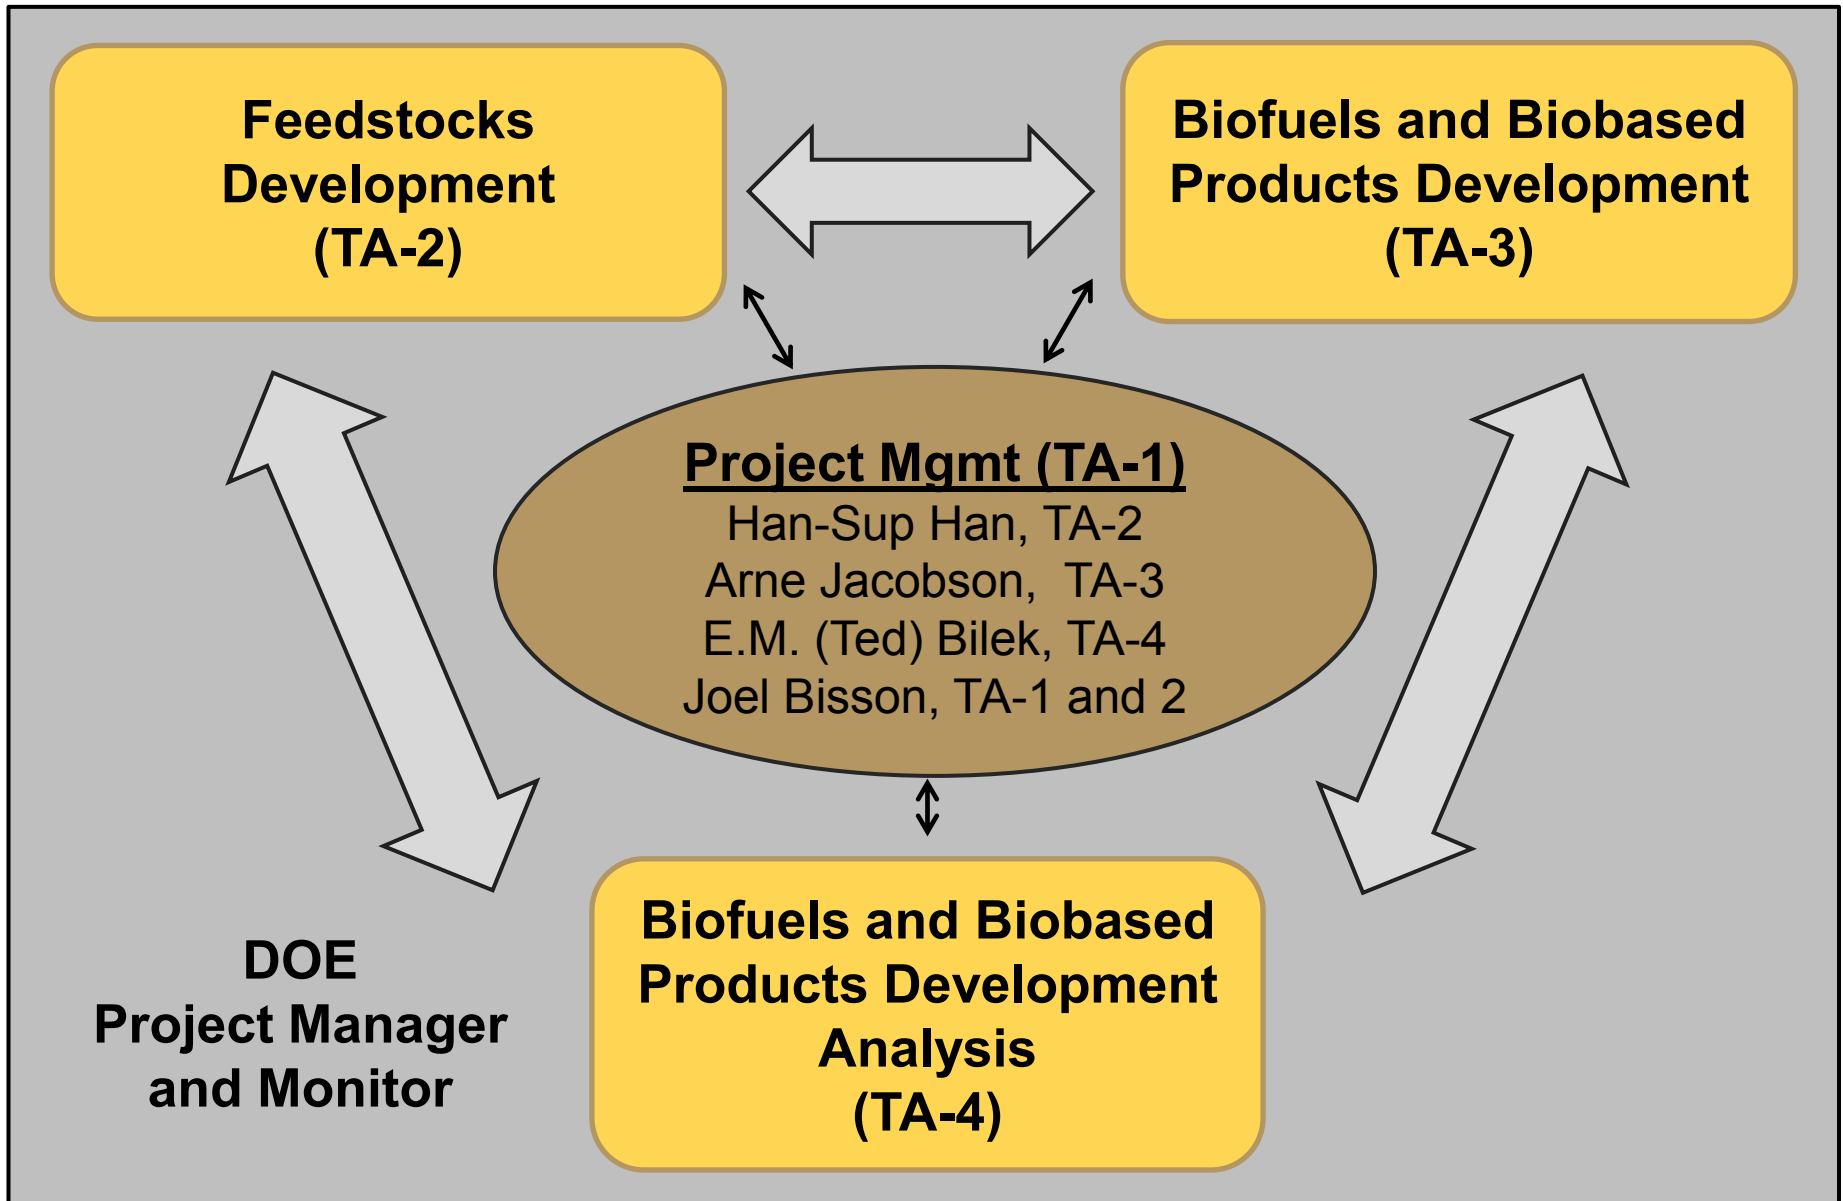 Feedstocks
Development
(TA-2)
Biofuels and Biobased
Products Development
(TA-3)
Project Mgmt (TA-1)
Han-Sup Han, TA-2
Arne Jacobson,  TA-3
E.M. (Ted) Bilek, TA-4
Joel Bisson, TA-1 and 2
DOE
Project Manager
and Monitor
Biofuels and Biobased
Products Development
Analysis
(TA-4)